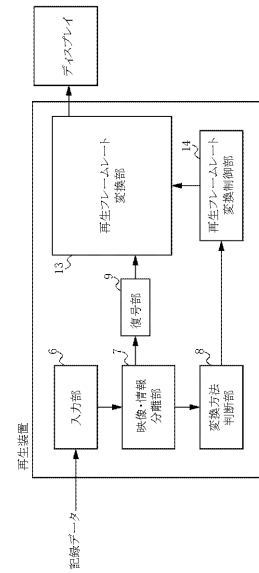 再生装置
記録データ
6
入力部
7
映像・情報
分離部
8
変換方法
判断部
9
復号部
13
再生フレームレート
変換部
14
再生フレームレート
変換制御部
ディスプレイ